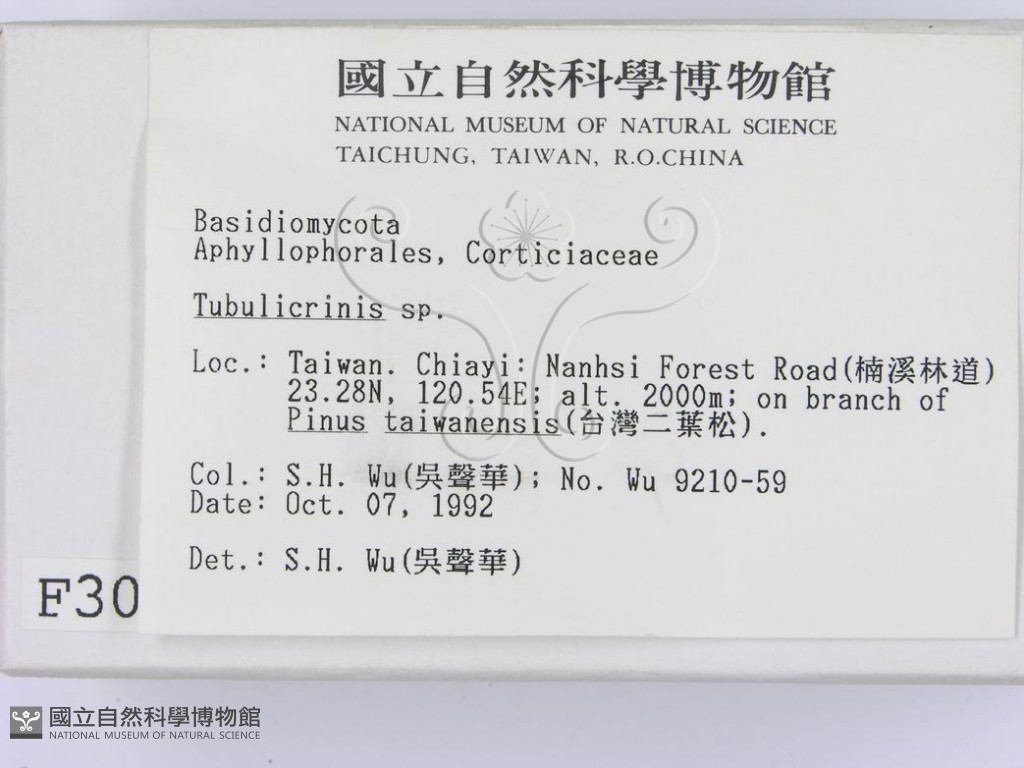 國立自然科學博物館
NATIONAL MUSEUM OF NATURAL SCIENCE
TAICHUNG, TAIWAN, R.O.CHINA
Basidiomycota
Aphyllophorales, Corticiaceae
Tubulicrinis sp.
Loc.: Taiwan. Chiayi: Nanhsi Forest Road(楠溪林道)
23.28N, 120.54E; alt. 2000m; on branch of
Pinus taiwanensis(台灣二葉松).
Col.: S.H. Wu(吳聲華); No. Wu 9210-59
Date: Oct. 07, 1992
Det.: S.H. Wu(吳聲華)
F30
國立自然科學博物館
NATIONAL MUSEUM OF NATURAL SCIENCE